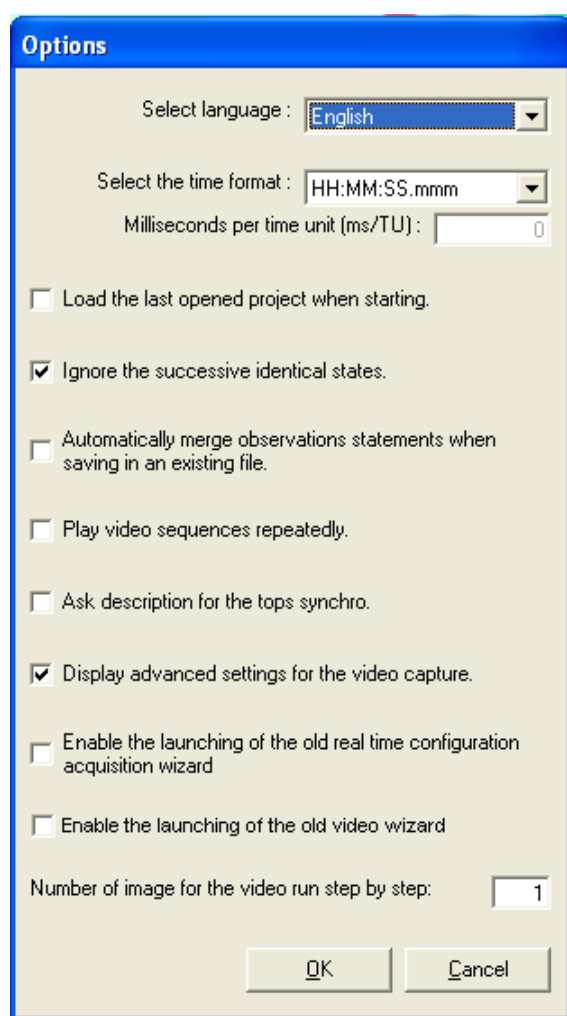 Options
Select language : English
Select the time format : HH:MM:SS.mmm
Milliseconds per time unit (ms/TU) : 0
Load the last opened project when starting.
Ignore the successive identical states.
Automatically merge observations statements when
saving in an existing file.
Play video sequences repeatedly.
Ask description for the tops synchro.
Display advanced settings for the video capture.
Enable the launching of the old real time configuration
acquisition wizard
Enable the launching of the old video wizard
Number of image for the video run step by step: 1
OK Cancel